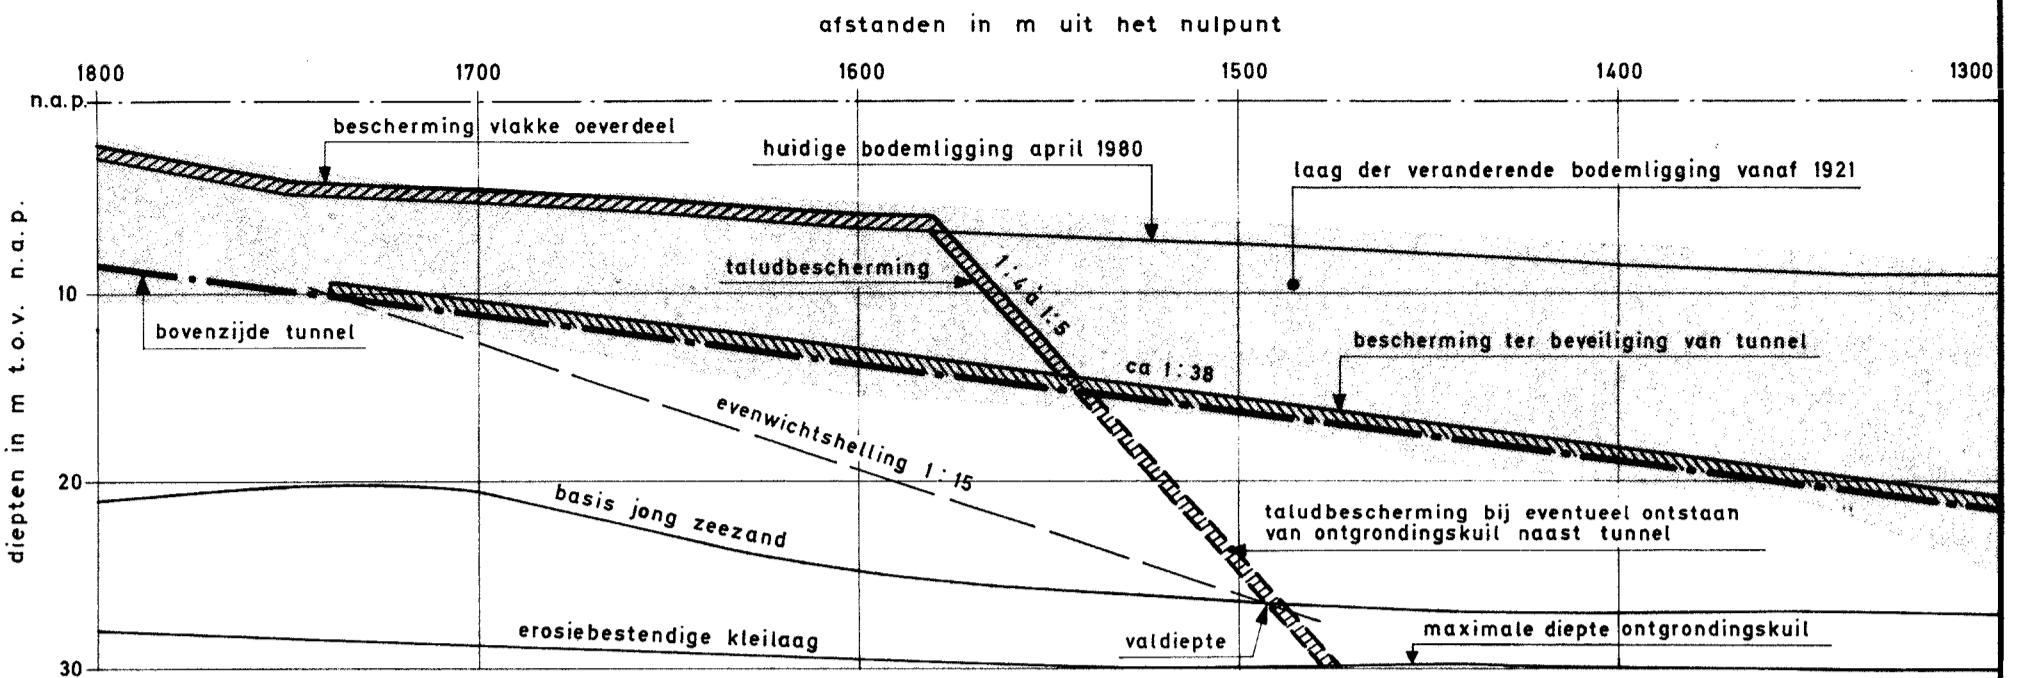 afstanden in m uit het nulpunt
1800 1700 1600 1500 1400 1300
n.a.p.
bescherming vlakke oeverdeel
huidige bodemligging april 1980
laag der veranderende bodemligging vanaf 1921
taludbescherming
1:4 à 1:5
10
bovenzijde tunnel
bescherming ter beveiliging van tunnel
ca 1:38
evenwichtshelling 1:15
diepten in m t.o.v. n.a.p.
20
basis jong zeezand
taludbescherming bij eventueel ontstaan
van ontgrondingskuil naast tunnel
erosiebestendige kleilaag
valdiepte
maximale diepte ontgrondingskuil
30